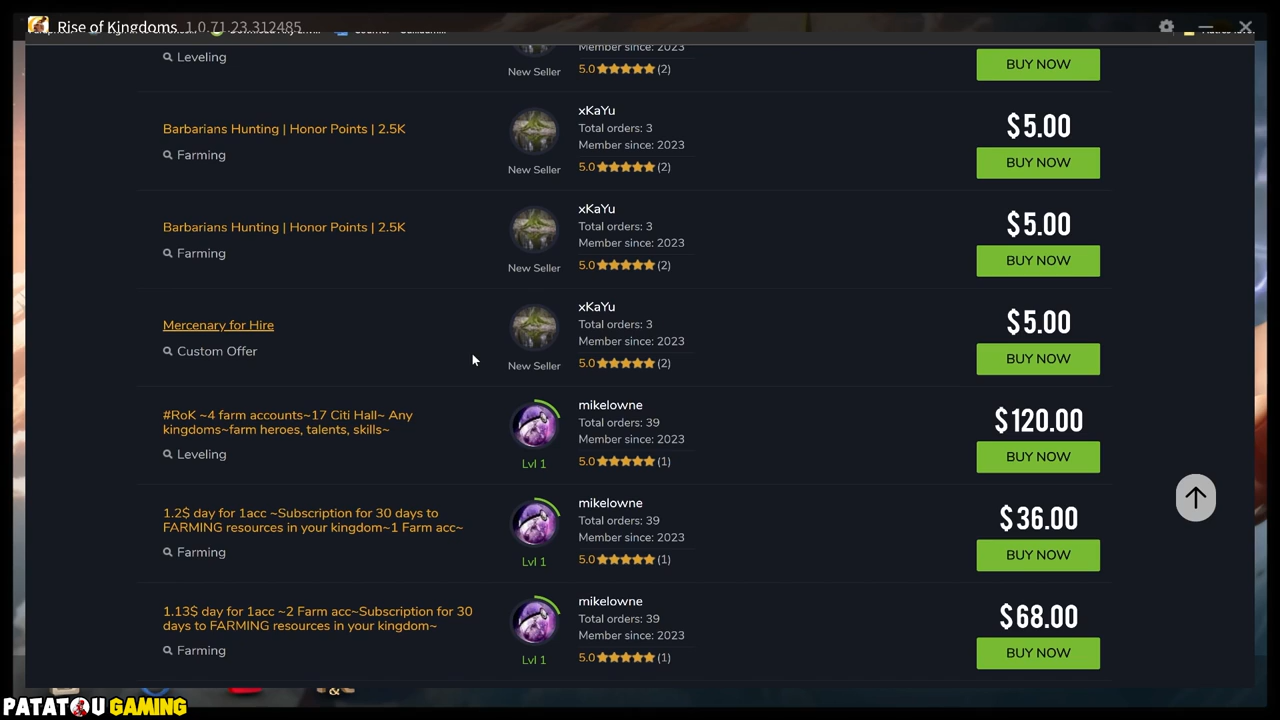 Rise of Kingdoms 1.0.71.23.312485
Member since: 2023
Leveling
5.0 (2)
New Seller
BUY NOW
Barbarians Hunting | Honor Points | 2.5K
Farming
xKaYu
Total orders: 3
Member since: 2023
5.0 (2)
New Seller
$5.00
BUY NOW
Barbarians Hunting | Honor Points | 2.5K
Farming
xKaYu
Total orders: 3
Member since: 2023
5.0 (2)
New Seller
$5.00
BUY NOW
Mercenary for Hire
Custom Offer
xKaYu
Total orders: 3
Member since: 2023
5.0 (2)
New Seller
$5.00
BUY NOW
#RoK ~4 farm accounts~17 Citi Hall~ Any
kingdoms~farm heroes, talents, skills~
Leveling
mikelowne
Total orders: 39
Member since: 2023
5.0 (1)
Lvl 1
$120.00
BUY NOW
1.2$ day for 1acc ~Subscription for 30 days to
FARMING resources in your kingdom~1 Farm acc~
Farming
mikelowne
Total orders: 39
Member since: 2023
5.0 (1)
Lvl 1
$36.00
BUY NOW
1.13$ day for 1acc ~2 Farm acc~Subscription for 30
days to FARMING resources in your kingdom~
Farming
mikelowne
Total orders: 39
Member since: 2023
5.0 (1)
Lvl 1
$68.00
BUY NOW
&
PATATOU GAMING